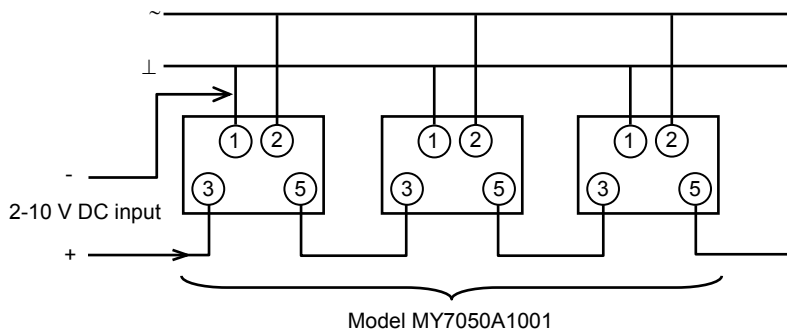 ~
⊥
1 2 1 2 1 2
-
3 5 3 5 3 5
2-10 V DC input
+
Model MY7050A1001